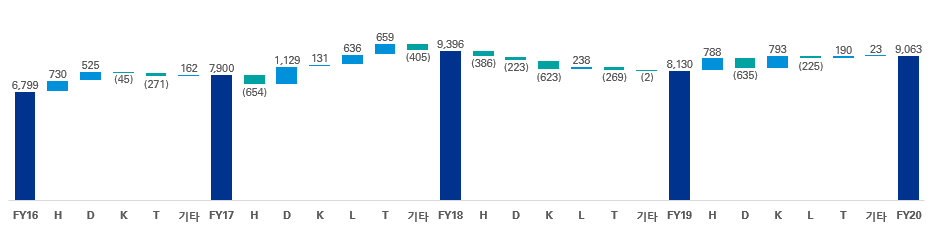 6,799 730 525 (45) (271) 162 7,900 (654) 1,129 131 636 659 (405) 9,396 (386) (223) (623) 238 (269) (2) 8,130 788 (635) 793 (225) 190 23 9,063
FY16 H D K T 기타 FY17 H D K L T 기타 FY18 H D K L T 기타 FY19 H D K L T 기타 FY20